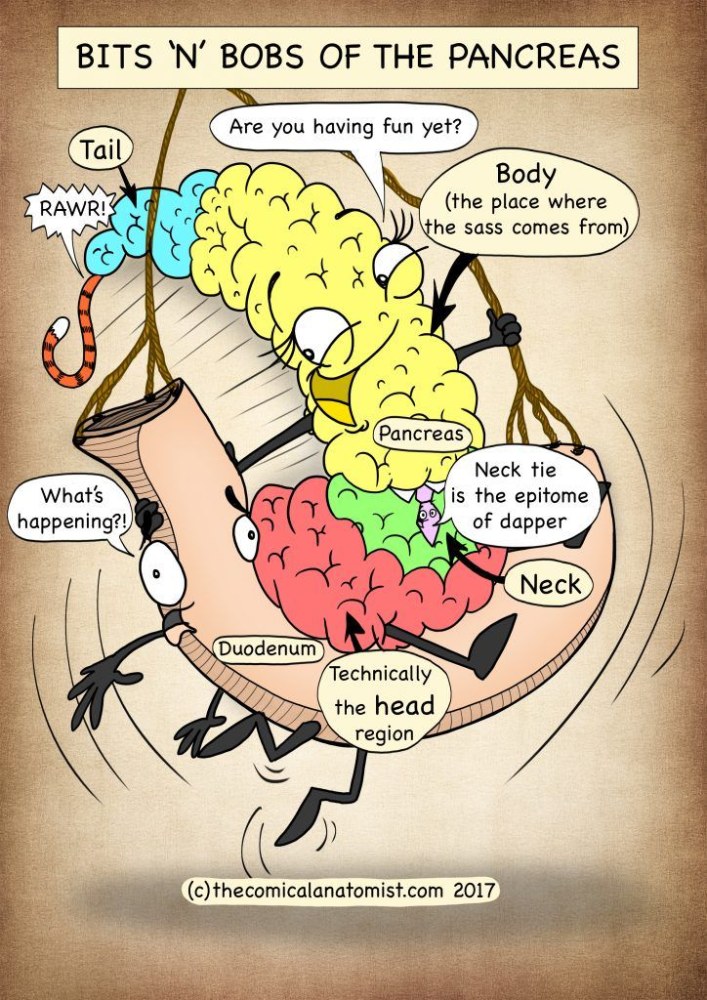 BITS ‘N’ BOBS OF THE PANCREAS
Are you having fun yet?
Tail
RAWR!
Body
(the place where
the sass comes from)
Pancreas
What’s
happening?!
Neck tie
is the epitome
of dapper
Neck
Duodenum
Technically
the head
region
(c)thecomicalanatomist.com 2017